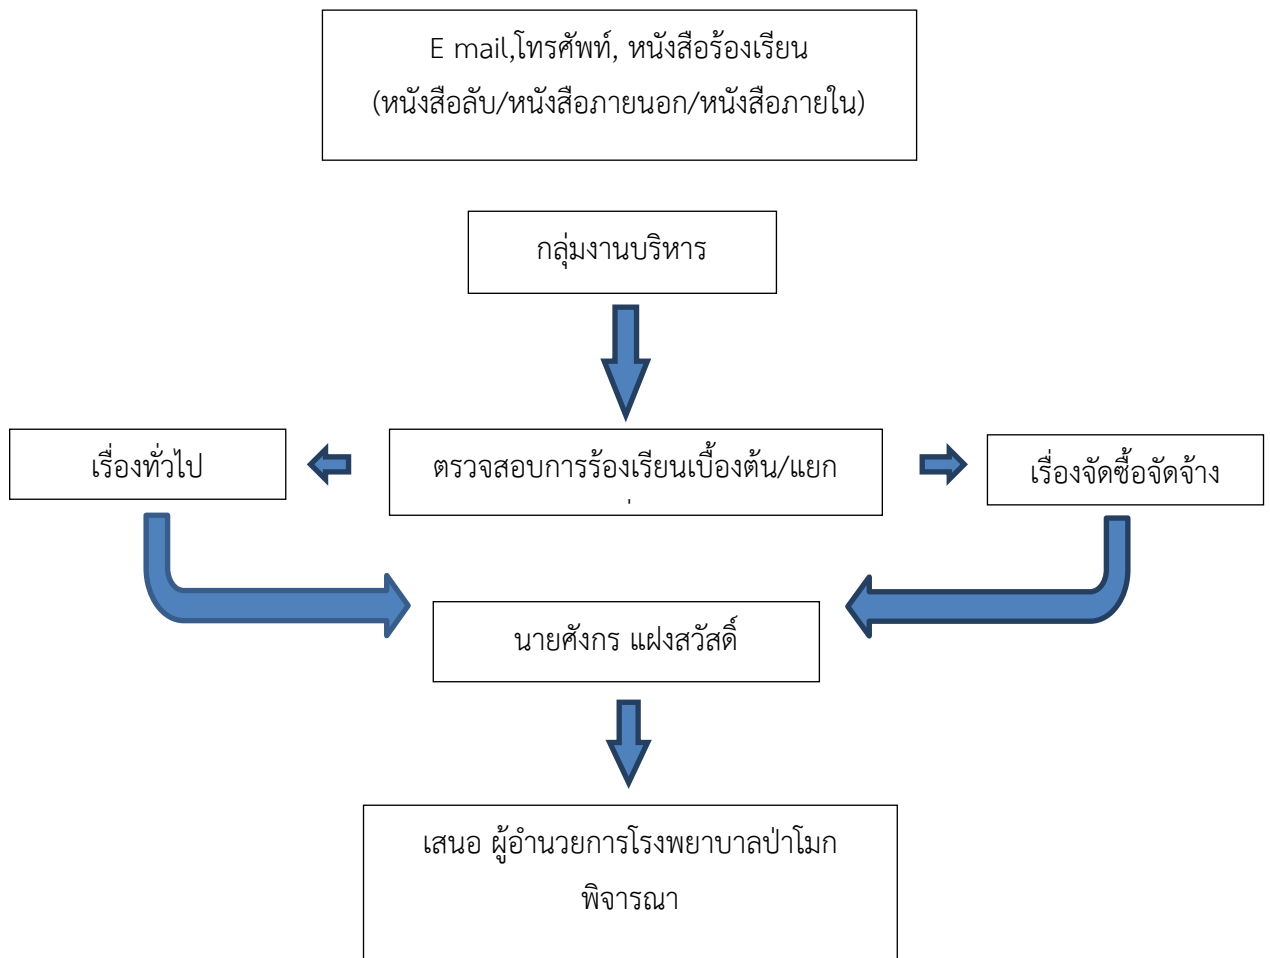 E mail,โทรศัพท์, หนังสือร้องเรียน
(หนังสือลับ/หนังสือภายนอก/หนังสือภายใน)
กลุ่มงานบริหาร
เรื่องทั่วไป
ตรวจสอบการร้องเรียนเบื้องต้น/แยก
เรื่องจัดซื้อจัดจ้าง
นายศังกร แฝงสวัสดิ์
เสนอ ผู้อำนวยการโรงพยาบาลป่าโมก
พิจารณา